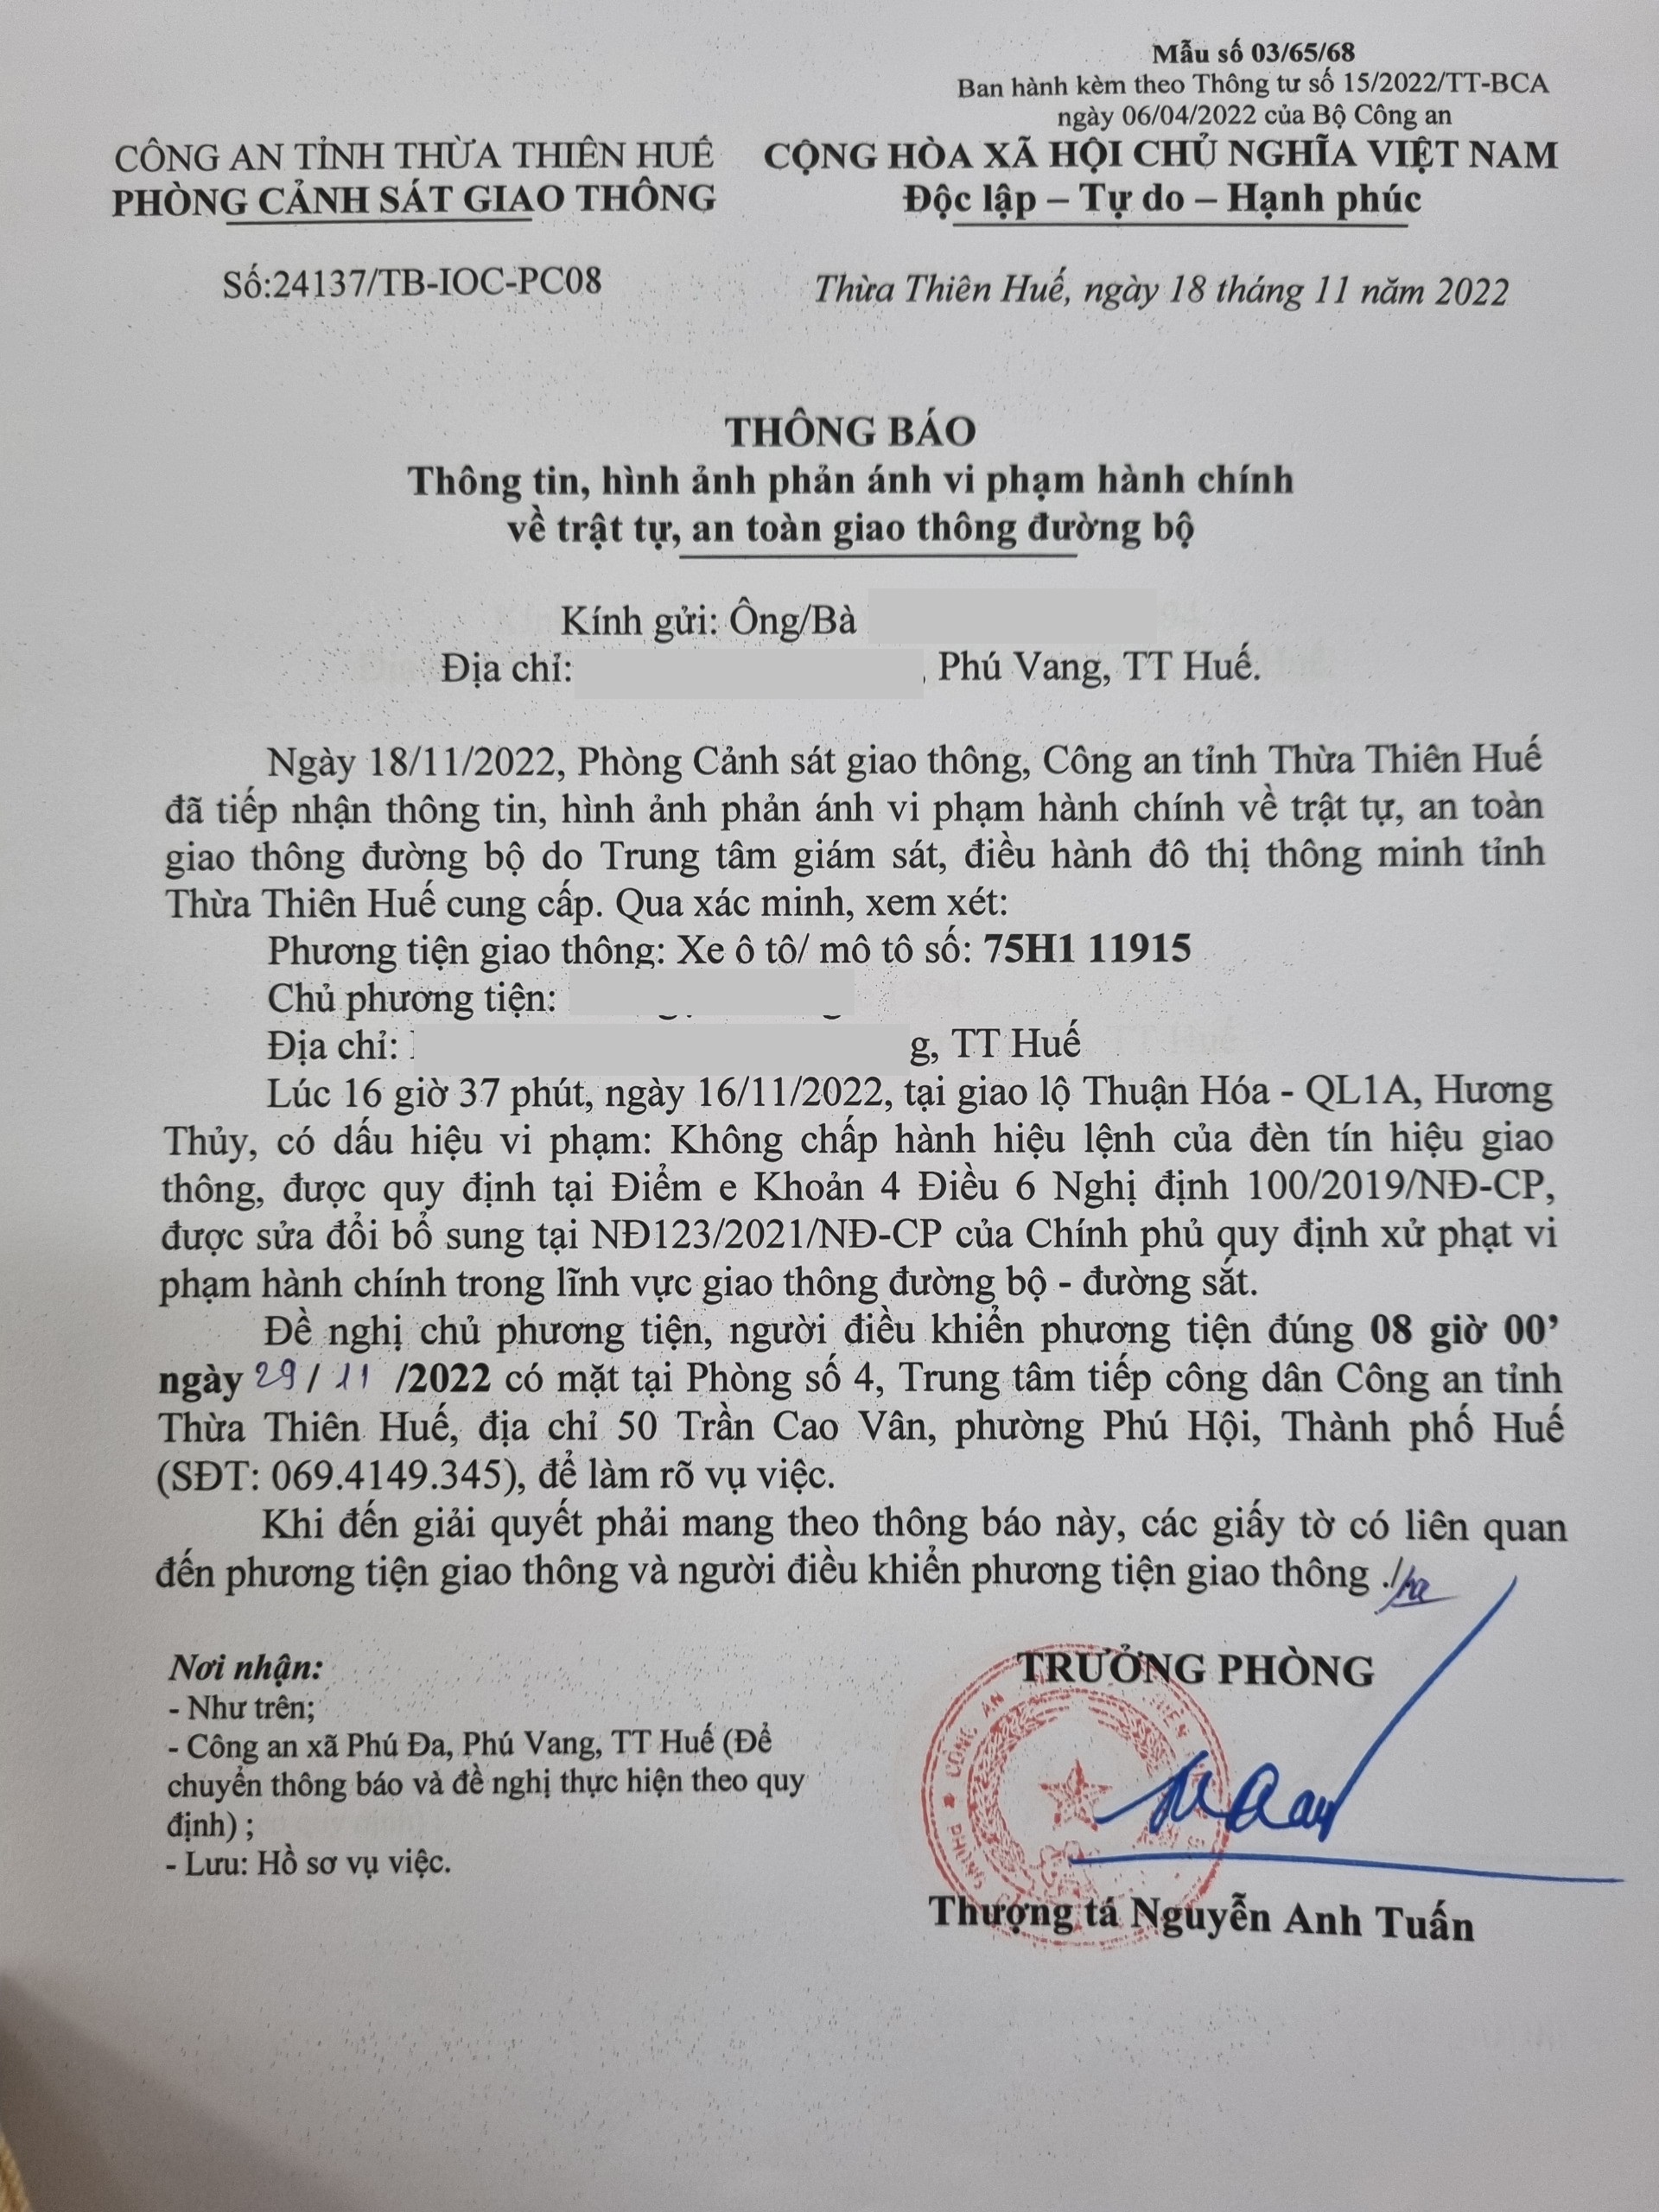 Mẫu số 03/65/68
Ban hành kèm theo Thông tư số 15/2022/TT-BCA
ngày 06/04/2022 của Bộ Công an
CÔNG AN TỈNH THỪA THIÊN HUẾ
PHÒNG CẢNH SÁT GIAO THÔNG
CỘNG HÒA XÃ HỘI CHỦ NGHĨA VIỆT NAM
Độc lập – Tự do – Hạnh phúc
Số:24137/TB-IOC-PC08
Thừa Thiên Huế, ngày 18 tháng 11 năm 2022
THÔNG BÁO
Thông tin, hình ảnh phản ánh vi phạm hành chính
về trật tự, an toàn giao thông đường bộ
Kính gửi: Ông/Bà
Địa chỉ: , Phú Vang, TT Huế.
Ngày 18/11/2022, Phòng Cảnh sát giao thông, Công an tỉnh Thừa Thiên Huế
đã tiếp nhận thông tin, hình ảnh phản ánh vi phạm hành chính về trật tự, an toàn
giao thông đường bộ do Trung tâm giám sát, điều hành đô thị thông minh tỉnh
Thừa Thiên Huế cung cấp. Qua xác minh, xem xét:
Phương tiện giao thông: Xe ô tô/ mô tô số: 75H1 11915
Chủ phương tiện:
Địa chỉ: g, TT Huế
Lúc 16 giờ 37 phút, ngày 16/11/2022, tại giao lộ Thuận Hóa - QL1A, Hương
Thủy, có dấu hiệu vi phạm: Không chấp hành hiệu lệnh của đèn tín hiệu giao
thông, được quy định tại Điểm e Khoản 4 Điều 6 Nghị định 100/2019/NĐ-CP,
được sửa đổi bổ sung tại NĐ123/2021/NĐ-CP của Chính phủ quy định xử phạt vi
phạm hành chính trong lĩnh vực giao thông đường bộ - đường sắt.
Đề nghị chủ phương tiện, người điều khiển phương tiện đúng 08 giờ 00’
ngày 29/ 11 /2022 có mặt tại Phòng số 4, Trung tâm tiếp công dân Công an tỉnh
Thừa Thiên Huế, địa chỉ 50 Trần Cao Vân, phường Phú Hội, Thành phố Huế
(SĐT: 069.4149.345), để làm rõ vụ việc.
Khi đến giải quyết phải mang theo thông báo này, các giấy tờ có liên quan
đến phương tiện giao thông và người điều khiển phương tiện giao thông ./
Nơi nhận:
- Như trên;
- Công an xã Phú Đa, Phú Vang, TT Huế (Để
chuyển thông báo và đề nghị thực hiện theo quy
định) ;
- Lưu: Hồ sơ vụ việc.
TRƯỞNG PHÒNG
CÔNG AN
Thượng tá Nguyễn Anh Tuấn